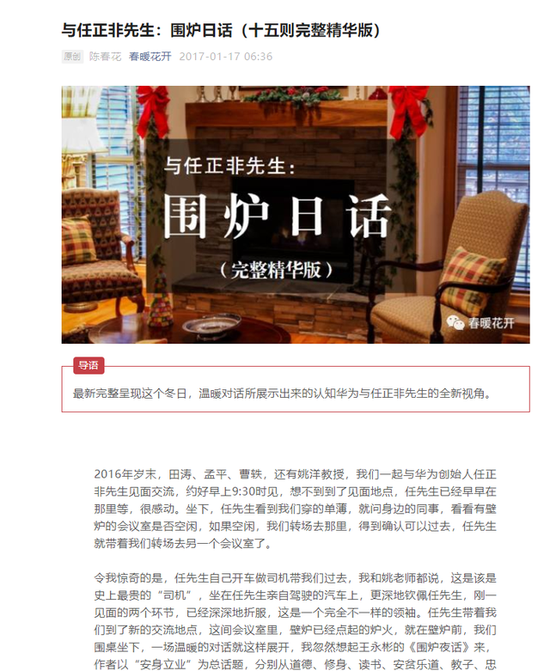 与任正非先生：围炉日话（十五则完整精华版）
原创 陈春花 春暖花开 2017-01-17 06:36
与任正非先生：
围炉日话
（完整精华版）
春暖花开
导语
最新完整呈现这个冬日，温暖对话所展示出来的认知华为与任正非先生的全新视角。
2016年岁末，田涛、孟平、曹轶，还有姚洋教授，我们一起与华为创始人任正
非先生见面交流，约好早上9:30时见，想不到到了见面地点，任先生已经早早在
那里等，很感动。坐下，任先生看到我们穿的单薄，就问身边的同事，看看有壁
炉的会议室是否空闲，如果空闲，我们转场去那里，得到确认可以过去，任先生
就带着我们转场去另一个会议室了。
令我惊奇的是，任先生自己开车做司机带我们过去，我和姚老师都说，这是该是
史上最贵的“司机”，坐在任先生亲自驾驶的汽车上，更深地钦佩任先生，刚一
见面的两个环节，已经深深地折服，这是一个完全不一样的领袖。任先生带着我
们到了新的交流地点，这间会议室里，壁炉已经点起的炉火，就在壁炉前，我们
围桌坐下，一场温暖的对话就这样展开，我忽然想起王永彬的《围炉夜话》来，
作者以“安身立业”为总话题，分别从道德、修身、读书、安贫乐道、教子、忠